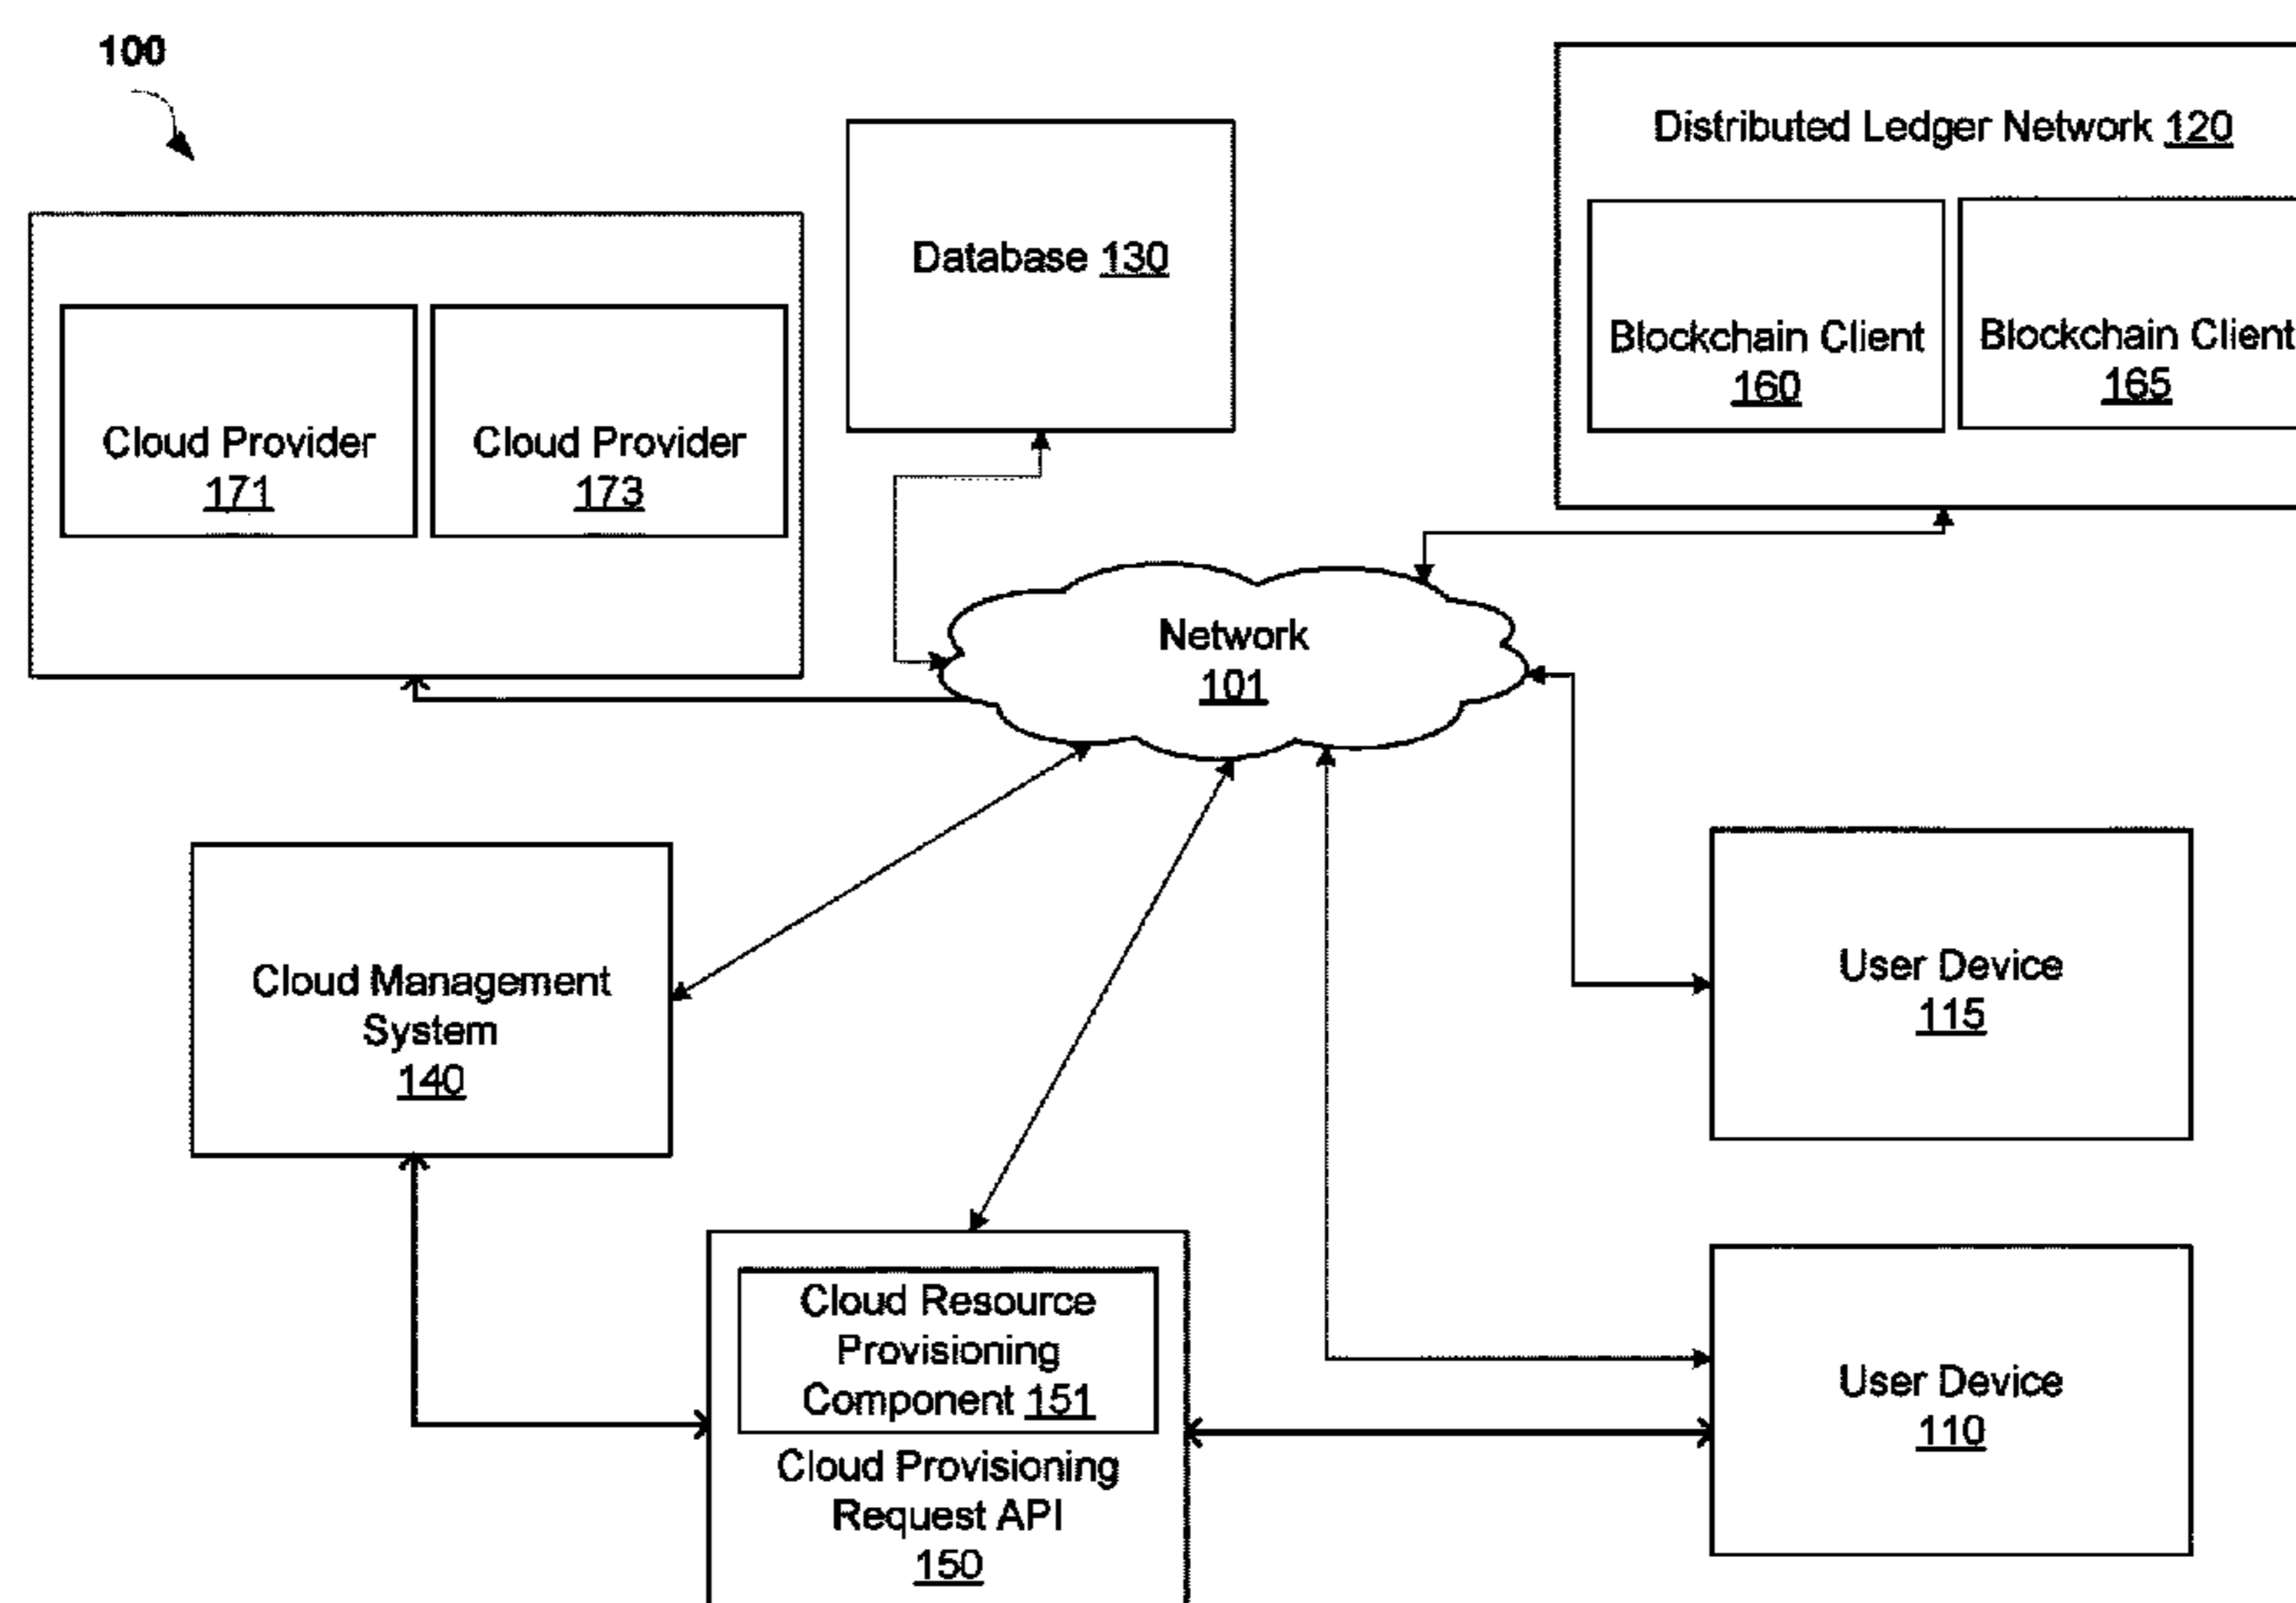 100
Distributed Ledger Network 120
Database 130
Blockchain Client
160
Blockchain Client
165
Cloud Provider
171
Cloud Provider
173
Network
101
Cloud Management
System
140
User Device
115
Cloud Resource
Provisioning
Component 151
Cloud Provisioning
Request API
150
User Device
110